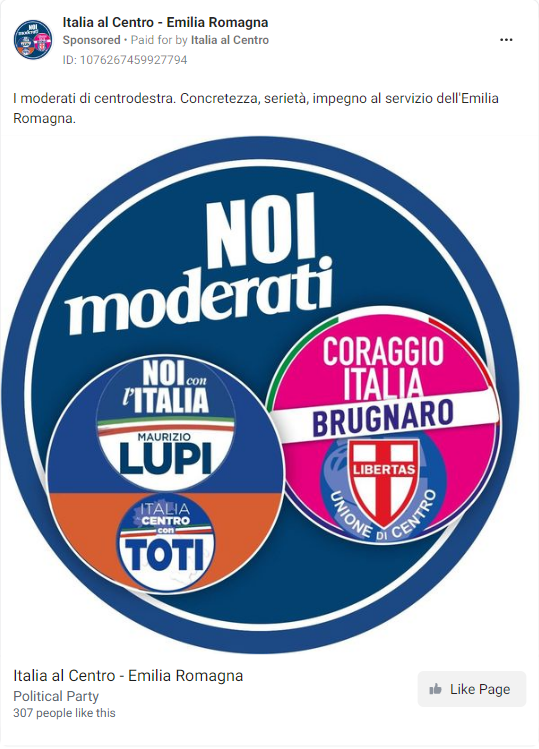 Italia al Centro - Emilia Romagna
Sponsored • Paid for by Italia al Centro
ID: 1076267459927794
I moderati di centrodestra. Concretezza, serietà, impegno al servizio dell'Emilia
Romagna.
NOI
moderati
NOI con
l'ITALIA
MAURIZIO
LUPI
ITALIA
CENTRO
con
TOTI
CORAGGIO
ITALIA
BRUGNARO
LIBERTAS
UNIONE DI CENTRO
Italia al Centro - Emilia Romagna
Political Party
307 people like this
Like Page